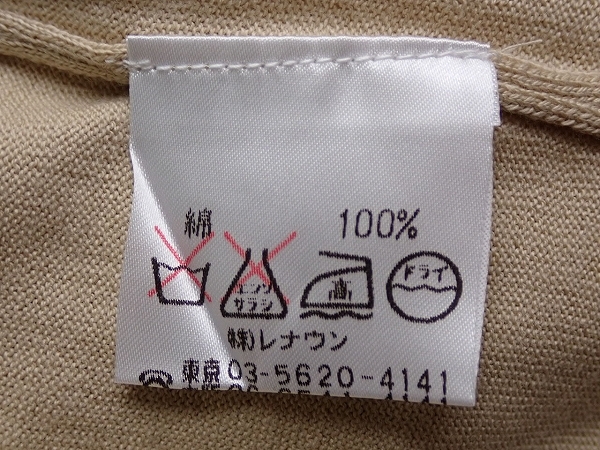 綿 100%
エンソ サラシ 高 ドライ
(株)レナウン
東京 03-5620-4141